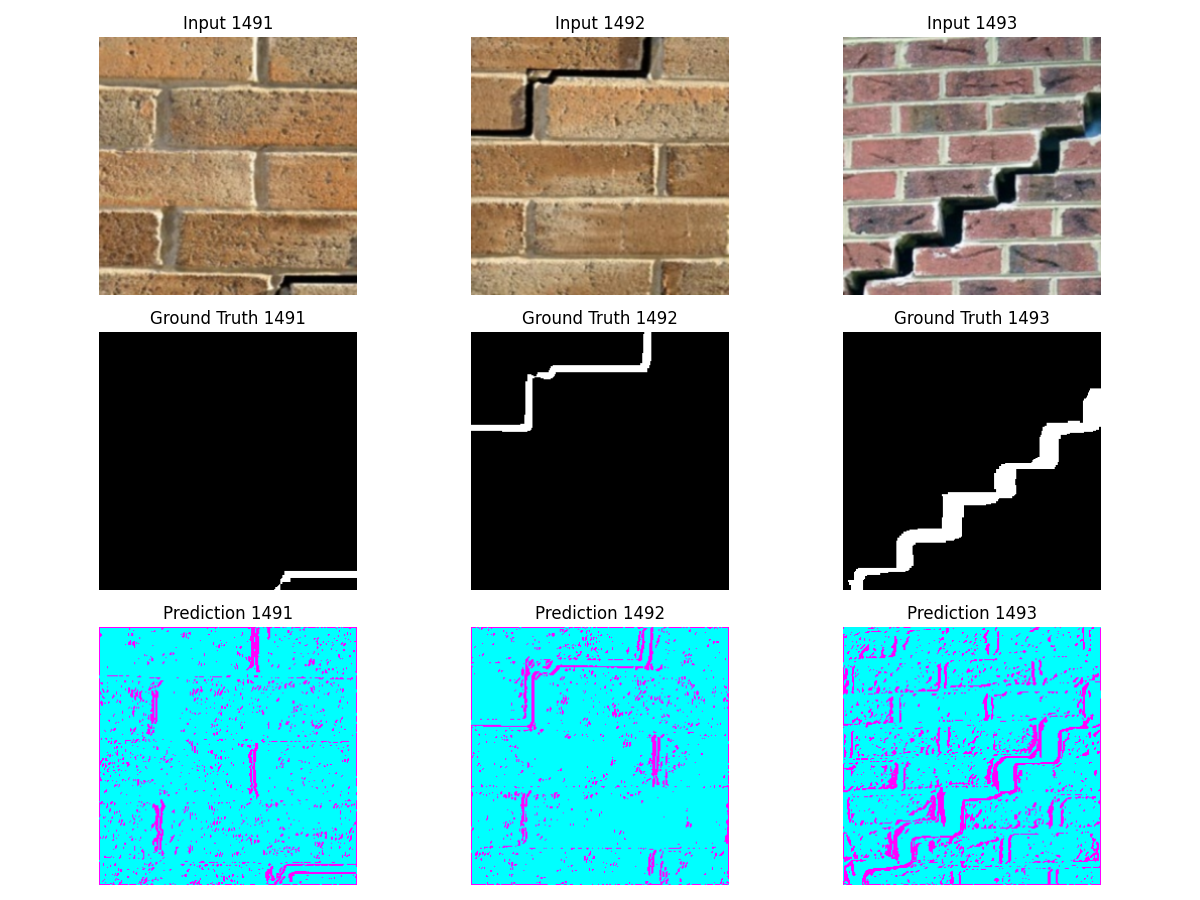 Input 1491
Input 1492
Input 1493
Ground Truth 1491
Ground Truth 1492
Ground Truth 1493
Prediction 1491
Prediction 1492
Prediction 1493